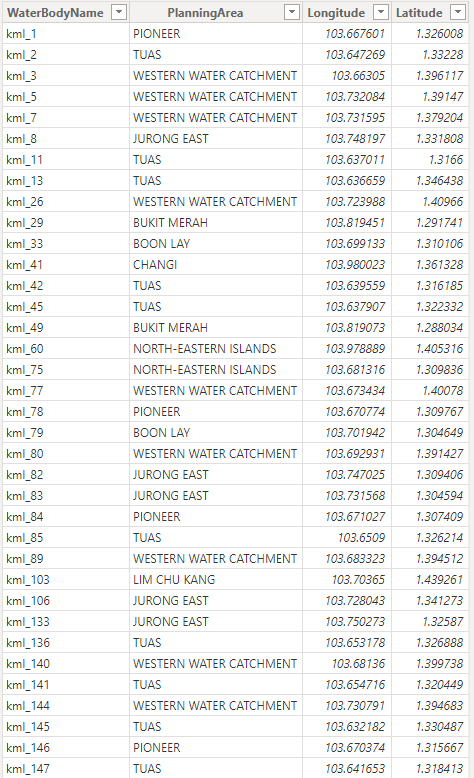 WaterBodyName PlanningArea Longitude Latitude
kml_1 PIONEER 103.667601 1.326008
kml_2 TUAS 103.647269 1.33228
kml_3 WESTERN WATER CATCHMENT 103.66305 1.396117
kml_5 WESTERN WATER CATCHMENT 103.732084 1.39147
kml_7 WESTERN WATER CATCHMENT 103.731595 1.379204
kml_8 JURONG EAST 103.748197 1.331808
kml_11 TUAS 103.637011 1.3166
kml_13 TUAS 103.636659 1.346438
kml_26 WESTERN WATER CATCHMENT 103.723988 1.40966
kml_29 BUKIT MERAH 103.819451 1.291741
kml_33 BOON LAY 103.699133 1.310106
kml_41 CHANGI 103.980023 1.361328
kml_42 TUAS 103.639559 1.316185
kml_45 TUAS 103.637907 1.322332
kml_49 BUKIT MERAH 103.819073 1.288034
kml_60 NORTH-EASTERN ISLANDS 103.978889 1.405316
kml_75 NORTH-EASTERN ISLANDS 103.681316 1.309836
kml_77 WESTERN WATER CATCHMENT 103.673434 1.40078
kml_78 PIONEER 103.670774 1.309767
kml_79 BOON LAY 103.701942 1.304649
kml_80 WESTERN WATER CATCHMENT 103.692931 1.391427
kml_82 JURONG EAST 103.747025 1.309406
kml_83 JURONG EAST 103.731568 1.304594
kml_84 PIONEER 103.671027 1.307409
kml_85 TUAS 103.6509 1.326214
kml_89 WESTERN WATER CATCHMENT 103.683323 1.394512
kml_103 LIM CHU KANG 103.70365 1.439261
kml_106 JURONG EAST 103.728043 1.341273
kml_133 JURONG EAST 103.750273 1.32587
kml_136 TUAS 103.653178 1.326888
kml_140 WESTERN WATER CATCHMENT 103.68136 1.399738
kml_141 TUAS 103.654716 1.320449
kml_144 WESTERN WATER CATCHMENT 103.730791 1.394683
kml_145 TUAS 103.632182 1.330487
kml_146 PIONEER 103.670374 1.315667
kml_147 TUAS 103.641653 1.318413